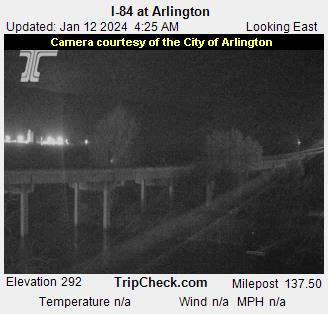 I-84 at Arlington
Updated: Jan 12 2024 4:25 AM Looking East
Camera courtesy of the City of Arlington
Elevation 292 TripCheck.com Milepost 137.50
Temperature n/a Wind n/a MPH n/a